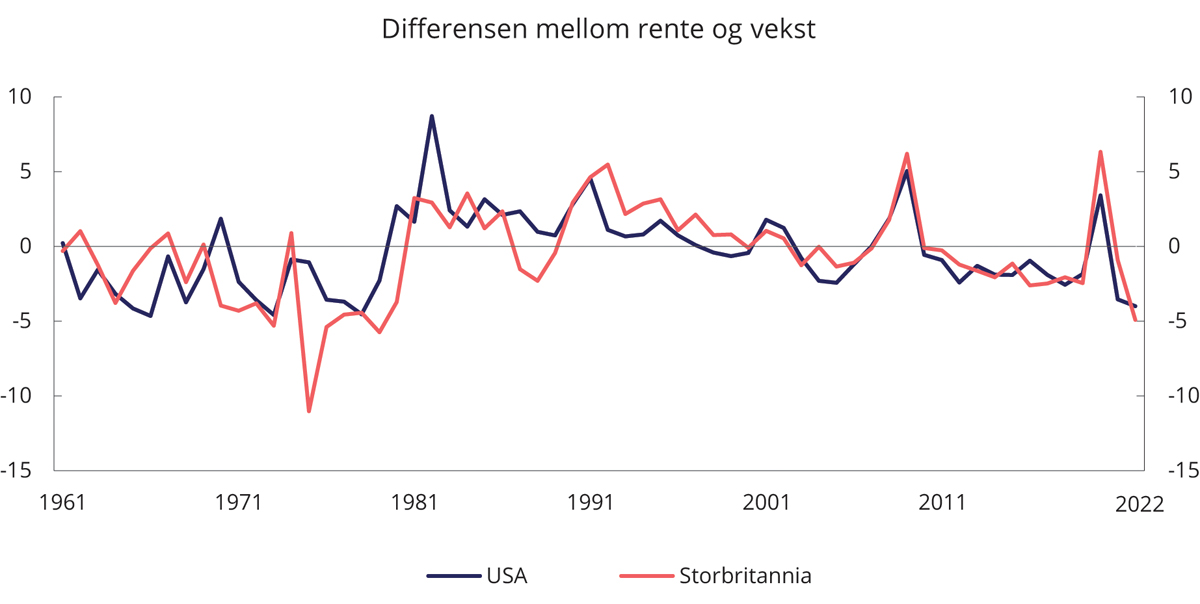 Differensen mellom rente og vekst
10 10
5 5
0 0
-5 -5
-10 -10
-15 -15
1961 1971 1981 1991 2001 2011 2022
USA Storbritannia